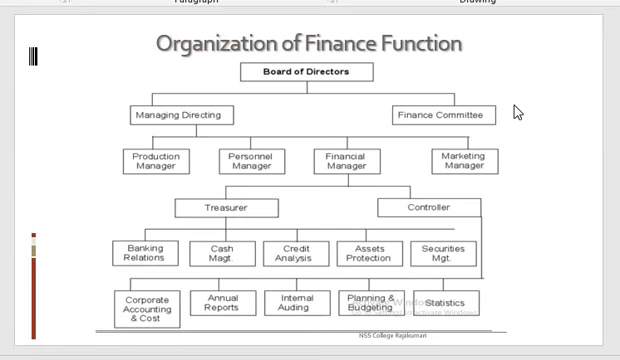 Paragraph
Drawing
Organization of Finance Function
Board of Directors
Managing Directing
Finance Committee
Production
Manager
Personnel
Manager
Financial
Manager
Marketing
Manager
Treasurer
Controller
Banking
Relations
Cash
Magt.
Credit
Analysis
Assets
Protection
Securities
Mgt.
Corporate
Accounting
& Cost
Annual
Reports
Internal
Auding
Planning &
Budgeting
Statistics
NSS College Rajakumari